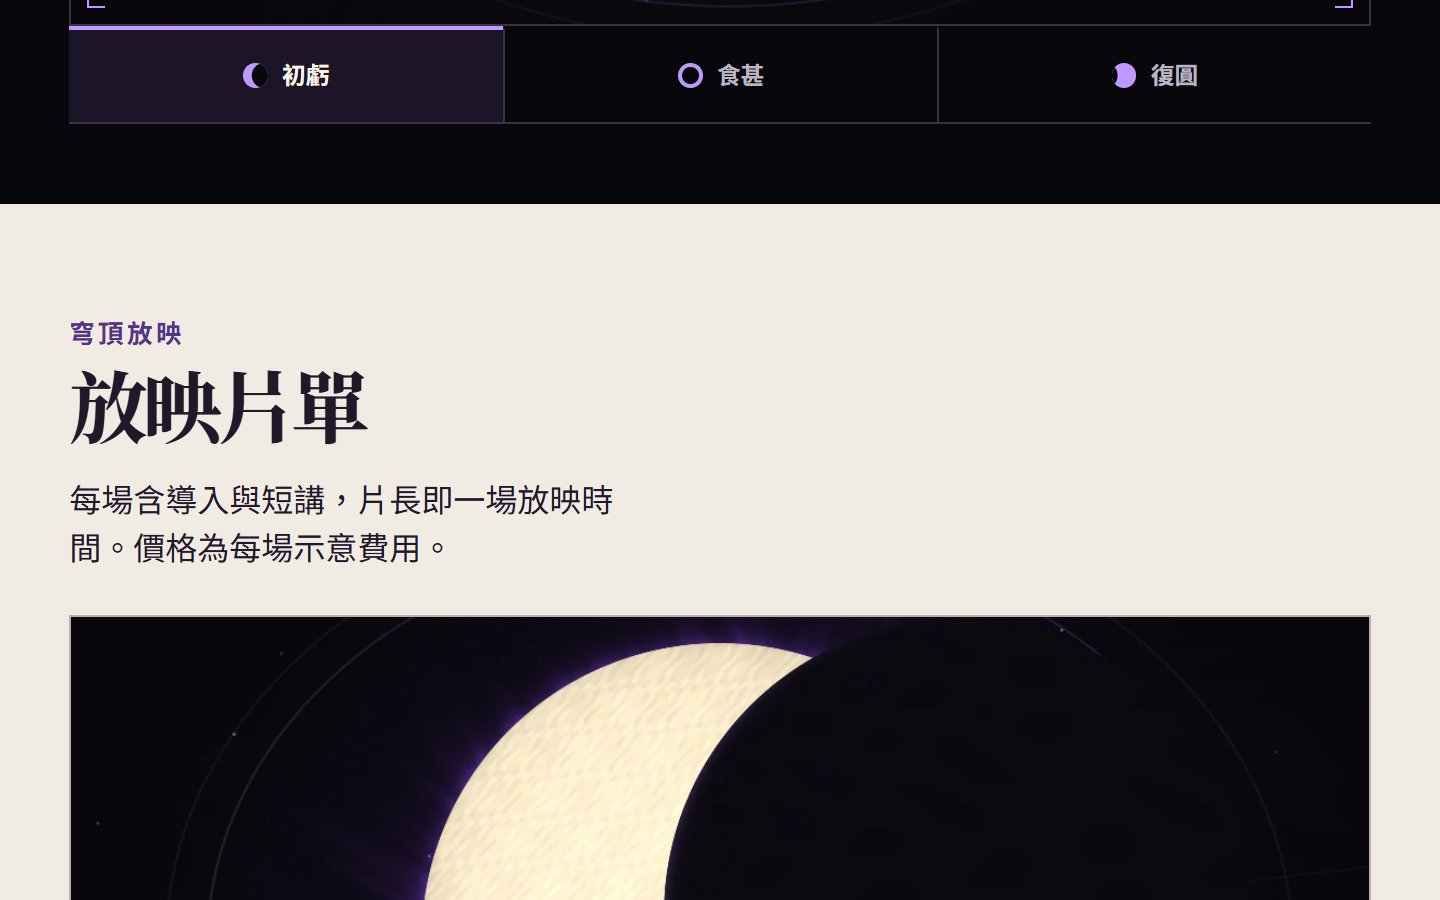 初虧
食甚
復圓
穹頂放映
放映片單
每場含導入與短講，片長即一場放映時
間。價格為每場示意費用。